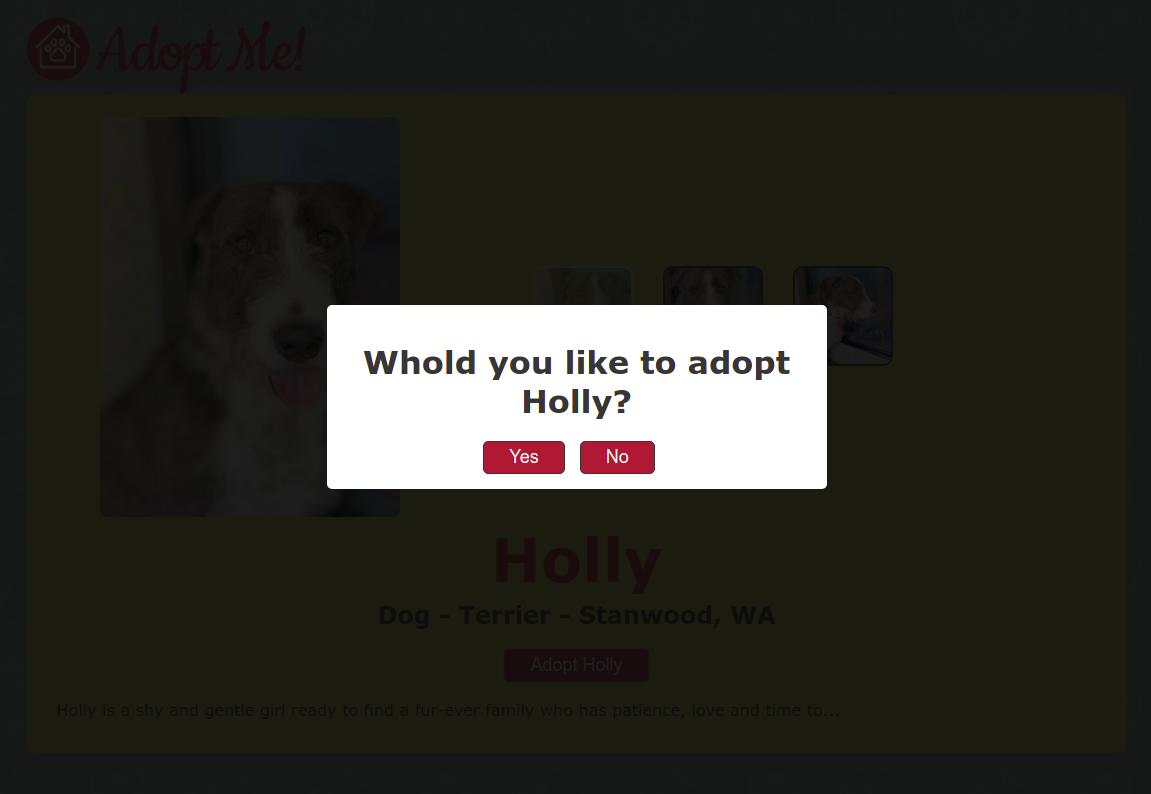 Adopt Me!
Whold you like to adopt
Holly?
Yes No
Holly
Dog - Terrier - Stanwood, WA
Adopt Holly
Holly is a shy and gentle girl ready to find a fur-ever family who has patience, love and time to...